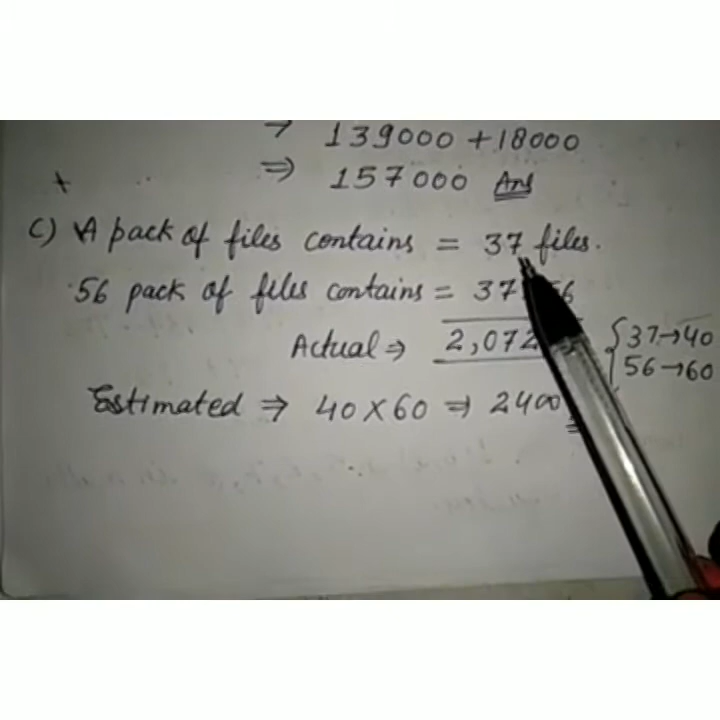 ⇒ 139000 + 18000
⇒ 157000 Ans
C) A pack of files contains = 37 files.
56 pack of files contains = 37 56
Actual ⇒ 2,072
{37→40
56→60
Estimated ⇒ 40 X 60 ⇒ 2400